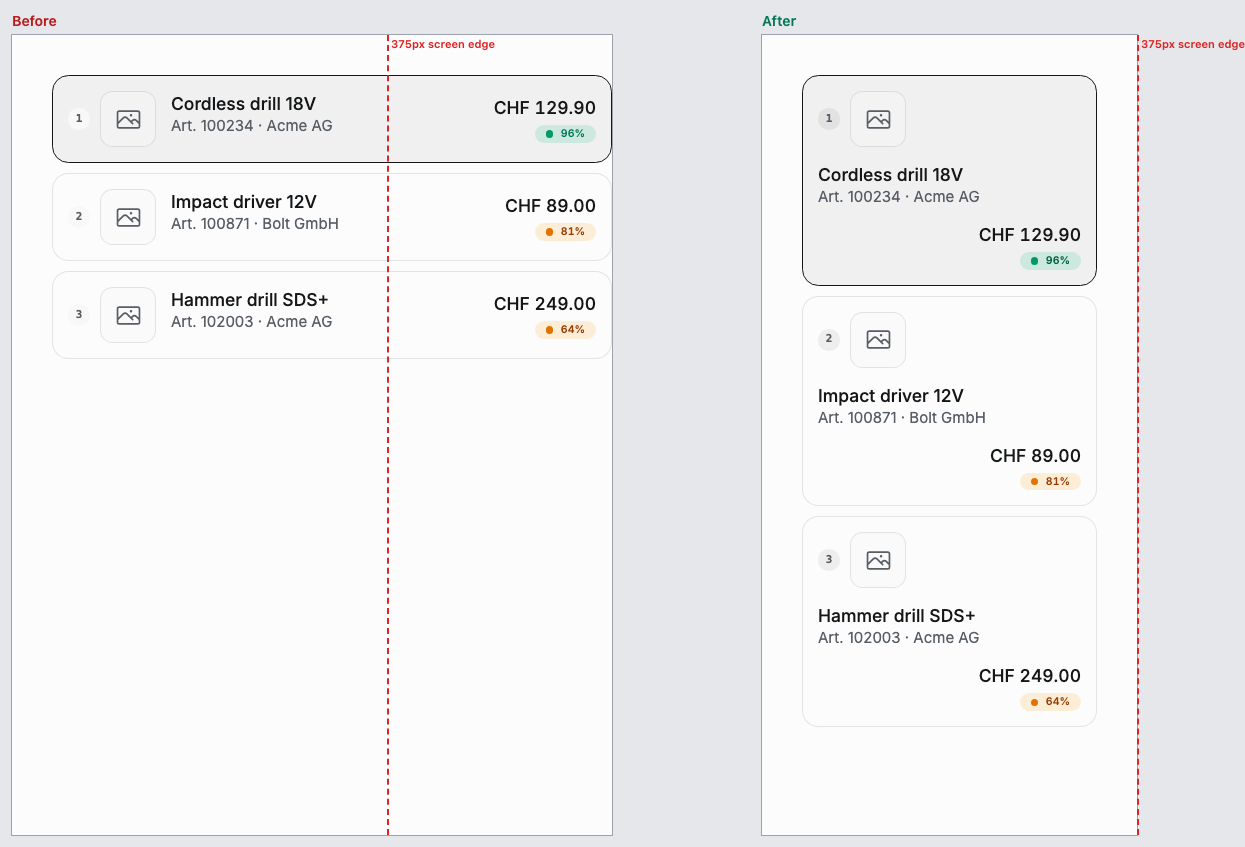 Before
375px screen edge
1
Cordless drill 18V
Art. 100234 · Acme AG
CHF 129.90
96%
2
Impact driver 12V
Art. 100871 · Bolt GmbH
CHF 89.00
81%
3
Hammer drill SDS+
Art. 102003 · Acme AG
CHF 249.00
64%
After
375px screen edge
1
Cordless drill 18V
Art. 100234 · Acme AG
CHF 129.90
96%
2
Impact driver 12V
Art. 100871 · Bolt GmbH
CHF 89.00
81%
3
Hammer drill SDS+
Art. 102003 · Acme AG
CHF 249.00
64%